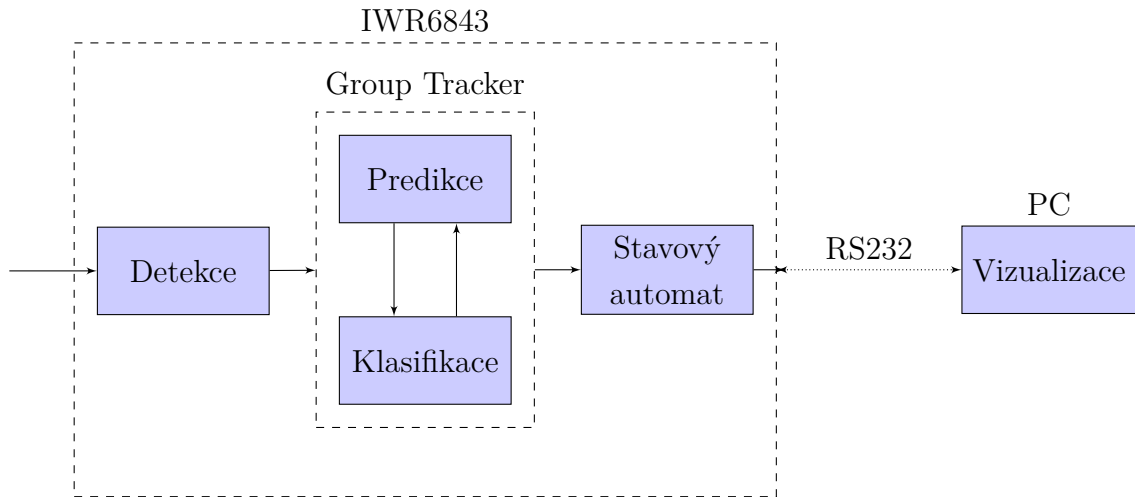 IWR6843
Group Tracker
Predikce
Detekce
Klasifikace
Stavový
automat
RS232
PC
Vizualizace